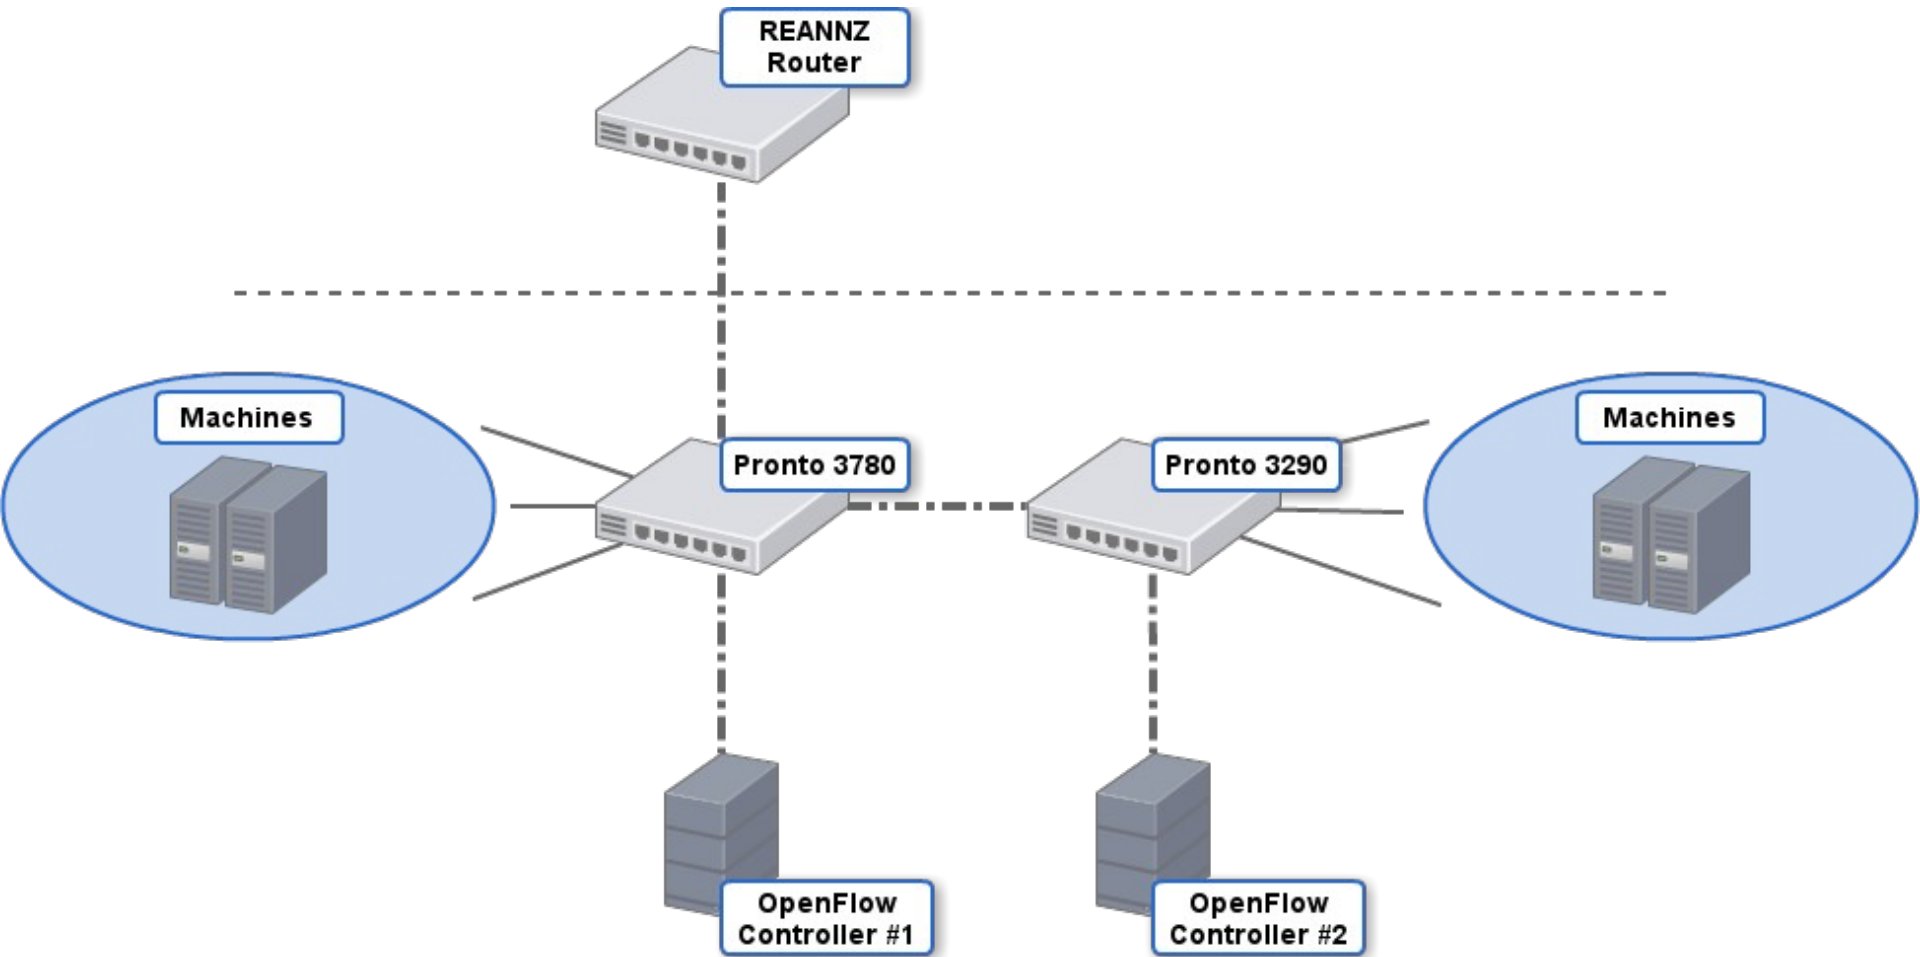 REANNZ
Router
Machines
Machines
Pronto 3780
Pronto 3290
OpenFlow
Controller #1
OpenFlow
Controller #2